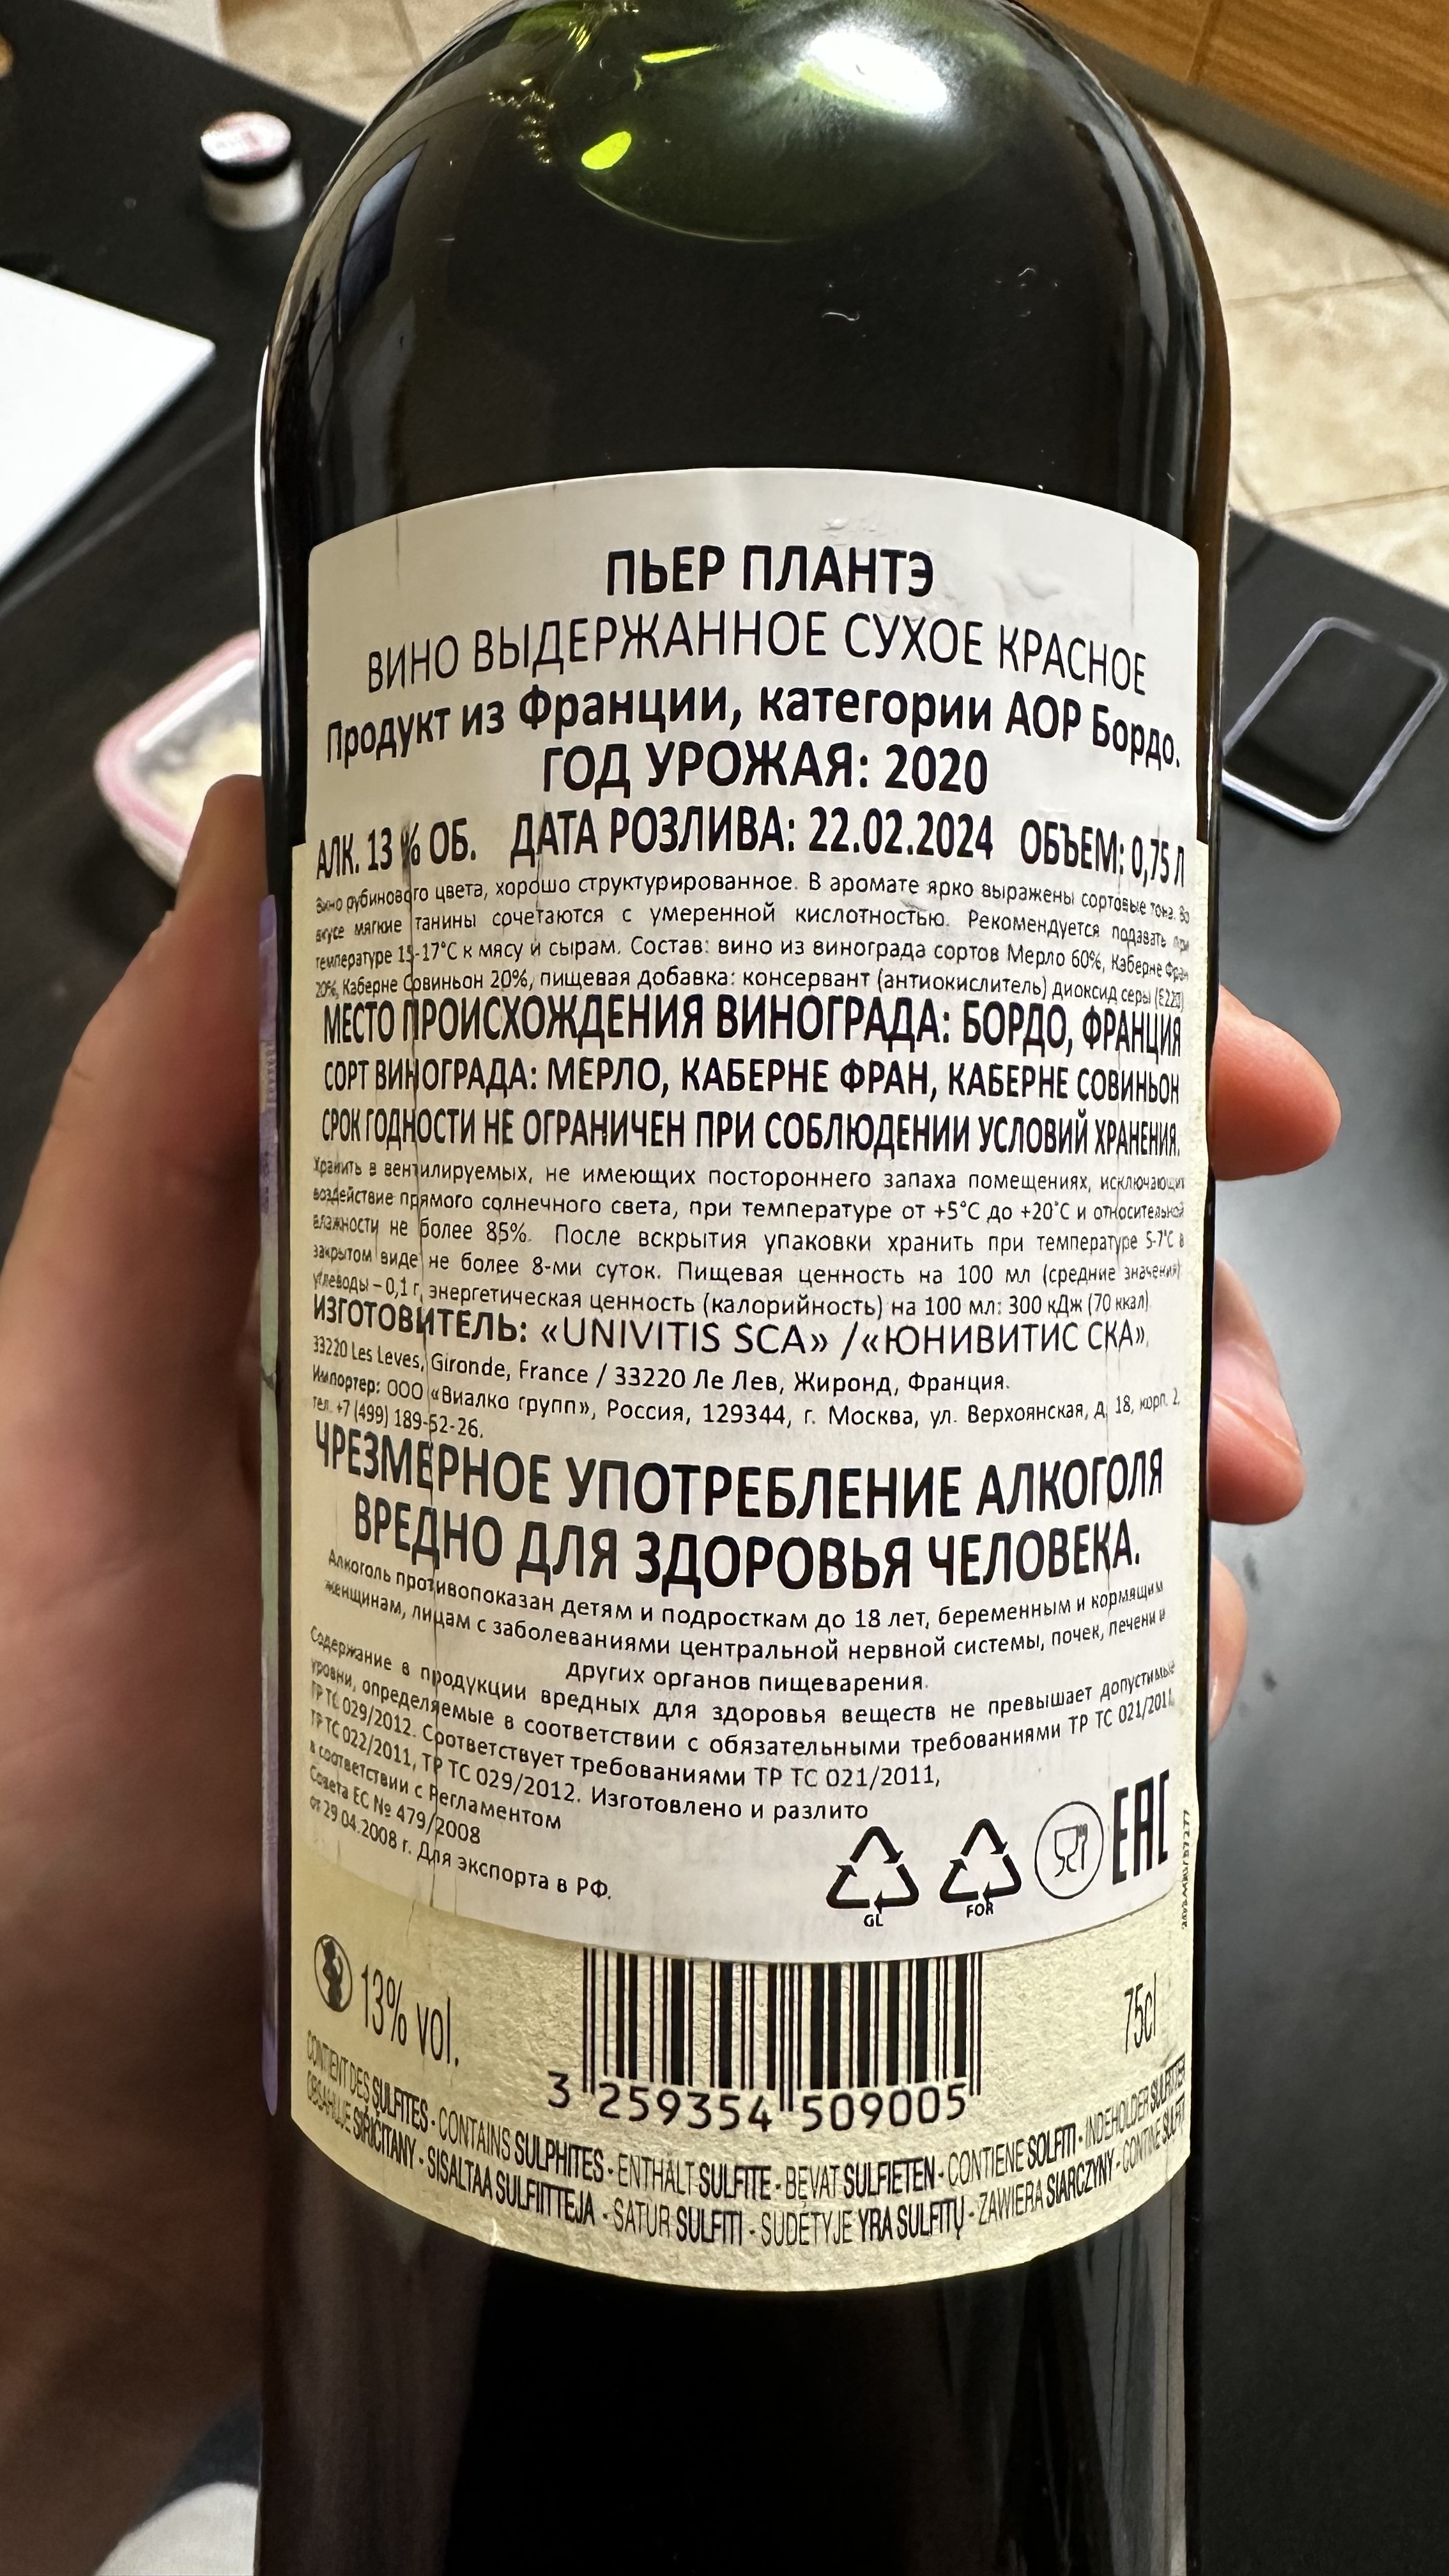 ПЬЕР ПЛАНТЭ
ВИНО ВЫДЕРЖАННОЕ СУХОЕ КРАСНОЕ
Продукт из Франции, категории АОР Бордо.
ГОД УРОЖАЯ: 2020
АЛК. 13 % ОБ. ДАТА РОЗЛИВА: 22.02.2024 ОБЪЕМ: 0,75 Л
Вино рубинового цвета, хорошо структурированное. В аромате ярко выражены сортовые тона. Во
вкусе мягкие танины сочетаются с умеренной кислотностью. Рекомендуется подавать при
температуре 15-17°С к мясу и сырам. Состав: вино из винограда сортов Мерло 60%, Каберне Фран
20%, Каберне Совиньон 20%, пищевая добавка: консервант (антиокислитель) диоксид серы (Е220)
МЕСТО ПРОИСХОЖДЕНИЯ ВИНОГРАДА: БОРДО, ФРАНЦИЯ
СОРТ ВИНОГРАДА: МЕРЛО, КАБЕРНЕ ФРАН, КАБЕРНЕ СОВИНЬОН
СРОК ГОДНОСТИ НЕ ОГРАНИЧЕН ПРИ СОБЛЮДЕНИИ УСЛОВИЙ ХРАНЕНИЯ.
Хранить в вентилируемых, не имеющих постороннего запаха помещениях, исключающих
воздействие прямого солнечного света, при температуре от +5°С до +20°С и относительной
влажности не более 85%. После вскрытия упаковки хранить при температуре 5-7°С в
закрытом виде не более 8-ми суток. Пищевая ценность на 100 мл (средние значения)
углеводы – 0,1 г, энергетическая ценность (калорийность) на 100 мл: 300 кДж (70 ккал)
ИЗГОТОВИТЕЛЬ: «UNIVITIS SCA» /«ЮНИВИТИС СКА»,
33220 Les Leves, Gironde, France / 33220 Ле Лев, Жиронд, Франция.
Импортер: ООО «Виалко групп», Россия, 129344, г. Москва, ул. Верхоянская, д. 18, корп. 2,
тел. +7 (499) 189-52-26.
ЧРЕЗМЕРНОЕ УПОТРЕБЛЕНИЕ АЛКОГОЛЯ
ВРЕДНО ДЛЯ ЗДОРОВЬЯ ЧЕЛОВЕКА.
Алкоголь противопоказан детям и подросткам до 18 лет, беременным и кормящим
женщинам, лицам с заболеваниями центральной нервной системы, почек, печени и
других органов пищеварения.
Содержание в продукции вредных для здоровья веществ не превышает допустимые
уровни, определяемые в соответствии с обязательными требованиями ТР ТС 021/2011,
ТР ТС 029/2012. Соответствует требованиями ТР ТС 021/2011,
ТР ТС 022/2011, ТР ТС 029/2012. Изготовлено и разлито
в соответствии с Регламентом
Совета ЕС № 479/2008
от 29.04.2008 г. Для экспорта в РФ.
GL FOR EAC
13% vol. 75cl
3 259354 509005
CONTIENT DES SULFITES - CONTAINS SULPHITES - ENTHÄLT SULFITE - BEVAT SULFIETEN - CONTIENE SOLFITI - INDEHOLDER SULFITTER
OBSAHUJE SIŘIČITANY - SISÄLTÄÄ SULFIITTEJA - SATUR SULFITI - SUDĖTYJE YRA SULFITŲ - ZAWIERA SIARCZYNY - CONTINE SULFITI